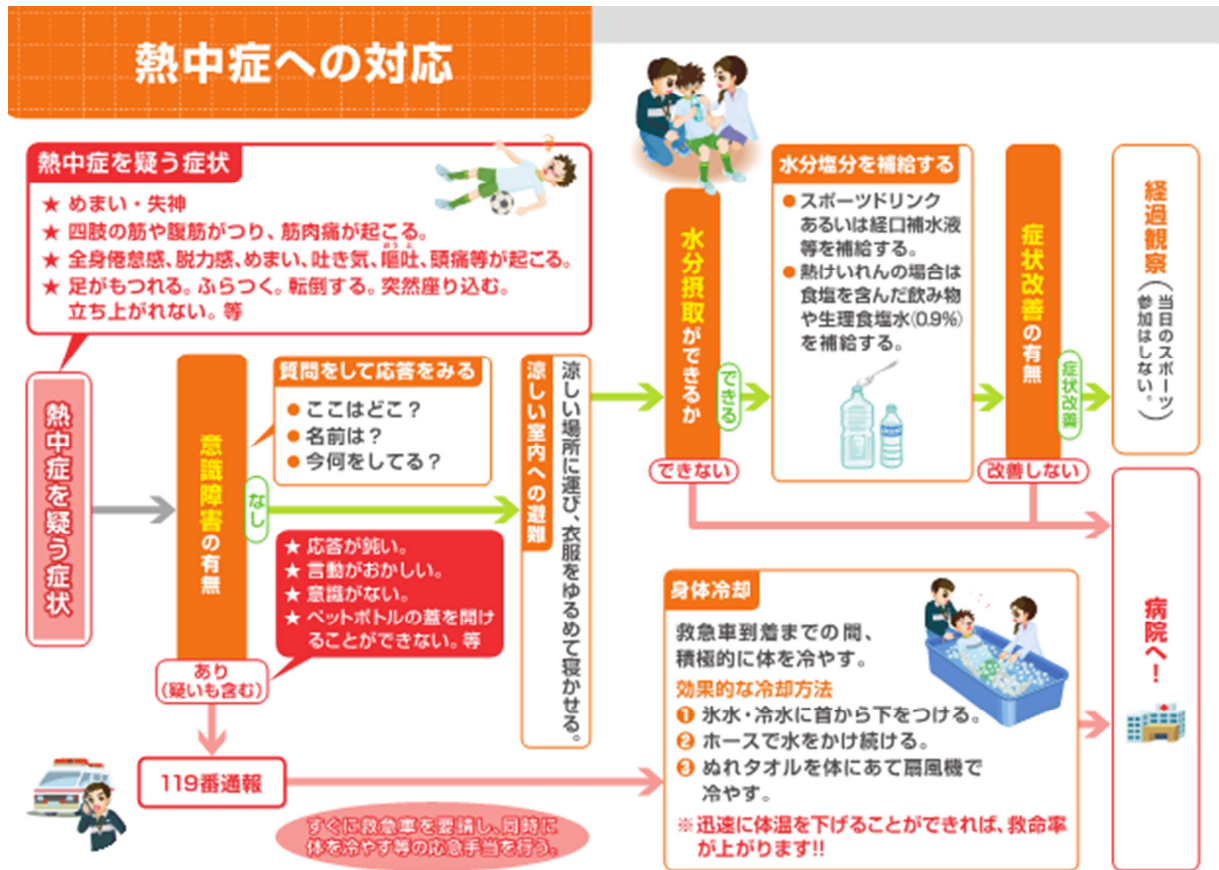 熱中症への対応
熱中症を疑う症状
★ めまい・失神
★ 四肢の筋や腹筋がつり、筋肉痛が起こる。
★ 全身倦怠感、脱力感、めまい、吐き気、嘔吐、頭痛等が起こる。
★ 足がもつれる。ふらつく。転倒する。突然座り込む。
立ち上がれない。等
熱中症を疑う症状
意識障害の有無
質問をして応答をみる
● ここはどこ？
● 名前は？
● 今何をしてる？
なし
★ 応答が鈍い。
★ 言動がおかしい。
★ 意識がない。
★ ペットボトルの蓋を開け
ることができない。等
あり
(疑いも含む)
119番通報
すぐに救急車を要請し、同時に
体を冷やす等の応急手当を行う。
涼しい室内への避難
涼しい場所に運び、衣服をゆるめて寝かせる。
水分摂取ができるか
できる
できない
水分塩分を補給する
● スポーツドリンク
あるいは経口補水液
等を補給する。
● 熱けいれんの場合は
食塩を含んだ飲み物
や生理食塩水(0.9%)
を補給する。
症状改善の有無
症状改善
改善しない
経過観察
(当日のスポーツ
参加はしない。)
身体冷却
救急車到着までの間、
積極的に体を冷やす。
効果的な冷却方法
❶ 氷水・冷水に首から下をつける。
❷ ホースで水をかけ続ける。
❸ ぬれタオルを体にあて扇風機で
冷やす。
※迅速に体温を下げることができれば、救命率
が上がります!!
病院へ！